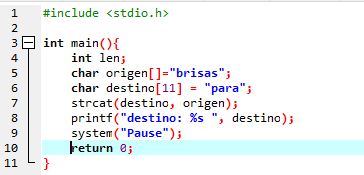 1 #include <stdio.h>
2
3 int main(){
4 int len;
5 char origen[]="brisas";
6 char destino[11] = "para";
7 strcat(destino, origen);
8 printf("destino: %s ", destino);
9 system("Pause");
10 return 0;
11 }